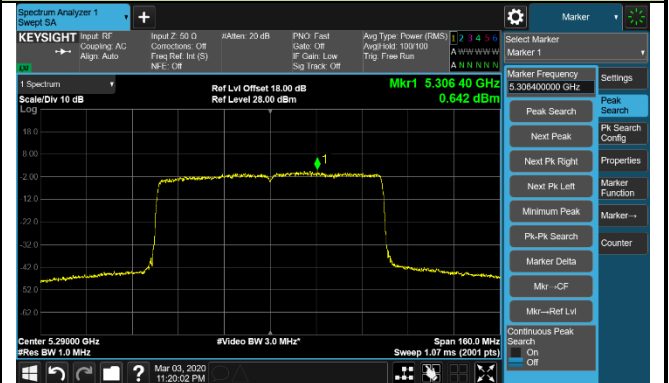 Spectrum Analyzer 1
Swept SA
Marker
KEYSIGHT
Input: RF
Coupling: AC
Align: Auto
Input Z: 50 Ω
Corrections: Off
Freq Ref: Int (S)
NFE: Off
#Atten: 20 dB
PNO: Fast
Gate: Off
IF Gain: Low
Sig Track: Off
Avg Type: Power (RMS)
Avg|Hold: 100/100
Trig: Free Run
1 2 3 4 5 6
A W W W W W
A N N N N N
Select Marker
Marker 1
1 Spectrum
Scale/Div 10 dB
Log
Ref Lvl Offset 18.00 dB
Ref Level 28.00 dBm
Mkr1 5.306 40 GHz
0.642 dBm
18.0
8.00
-2.00
-12.0
-22.0
-32.0
-42.0
-52.0
-62.0
1
Center 5.29000 GHz
#Res BW 1.0 MHz
#Video BW 3.0 MHz*
Span 160.0 MHz
Sweep 1.07 ms (2001 pts)
Marker Frequency
5.306400000 GHz
Peak Search
Next Peak
Next Pk Right
Next Pk Left
Minimum Peak
Pk-Pk Search
Marker Delta
Mkr→CF
Mkr→Ref Lvl
Continuous Peak
Search
On
Off
Settings
Peak
Search
Pk Search
Config
Properties
Marker
Function
Marker→
Counter
?
Mar 03, 2020
11:20:02 PM